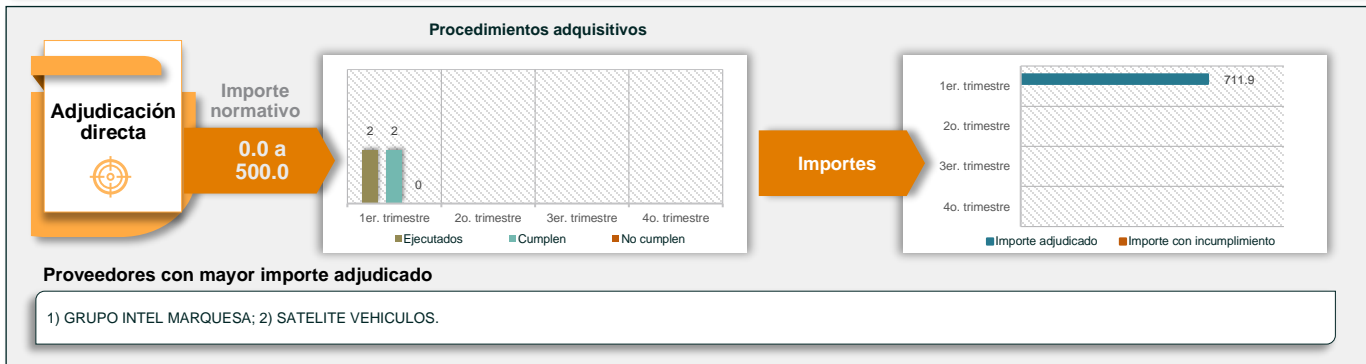 Procedimientos adquisitivos
Adjudicación
directa
Importe
normativo
0.0 a
500.0
2
2
0
1er. trimestre
2o. trimestre
3er. trimestre
4o. trimestre
Ejecutados
Cumplen
No cumplen
Importes
1er. trimestre
711.9
2o. trimestre
3er. trimestre
4o. trimestre
Importe adjudicado
Importe con incumplimiento
Proveedores con mayor importe adjudicado
1) GRUPO INTEL MARQUESA; 2) SATELITE VEHICULOS.